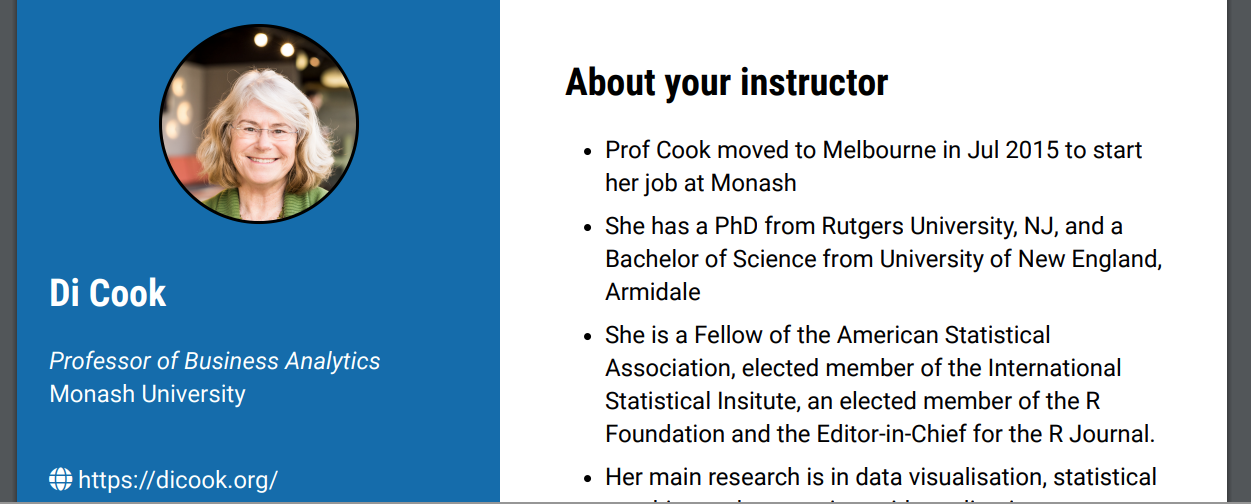 Di Cook
Professor of Business Analytics
Monash University
https://dicook.org/
About your instructor
• Prof Cook moved to Melbourne in Jul 2015 to start
her job at Monash
• She has a PhD from Rutgers University, NJ, and a
Bachelor of Science from University of New England,
Armidale
• She is a Fellow of the American Statistical
Association, elected member of the International
Statistical Insitute, an elected member of the R
Foundation and the Editor-in-Chief for the R Journal.
• Her main research is in data visualisation, statistical